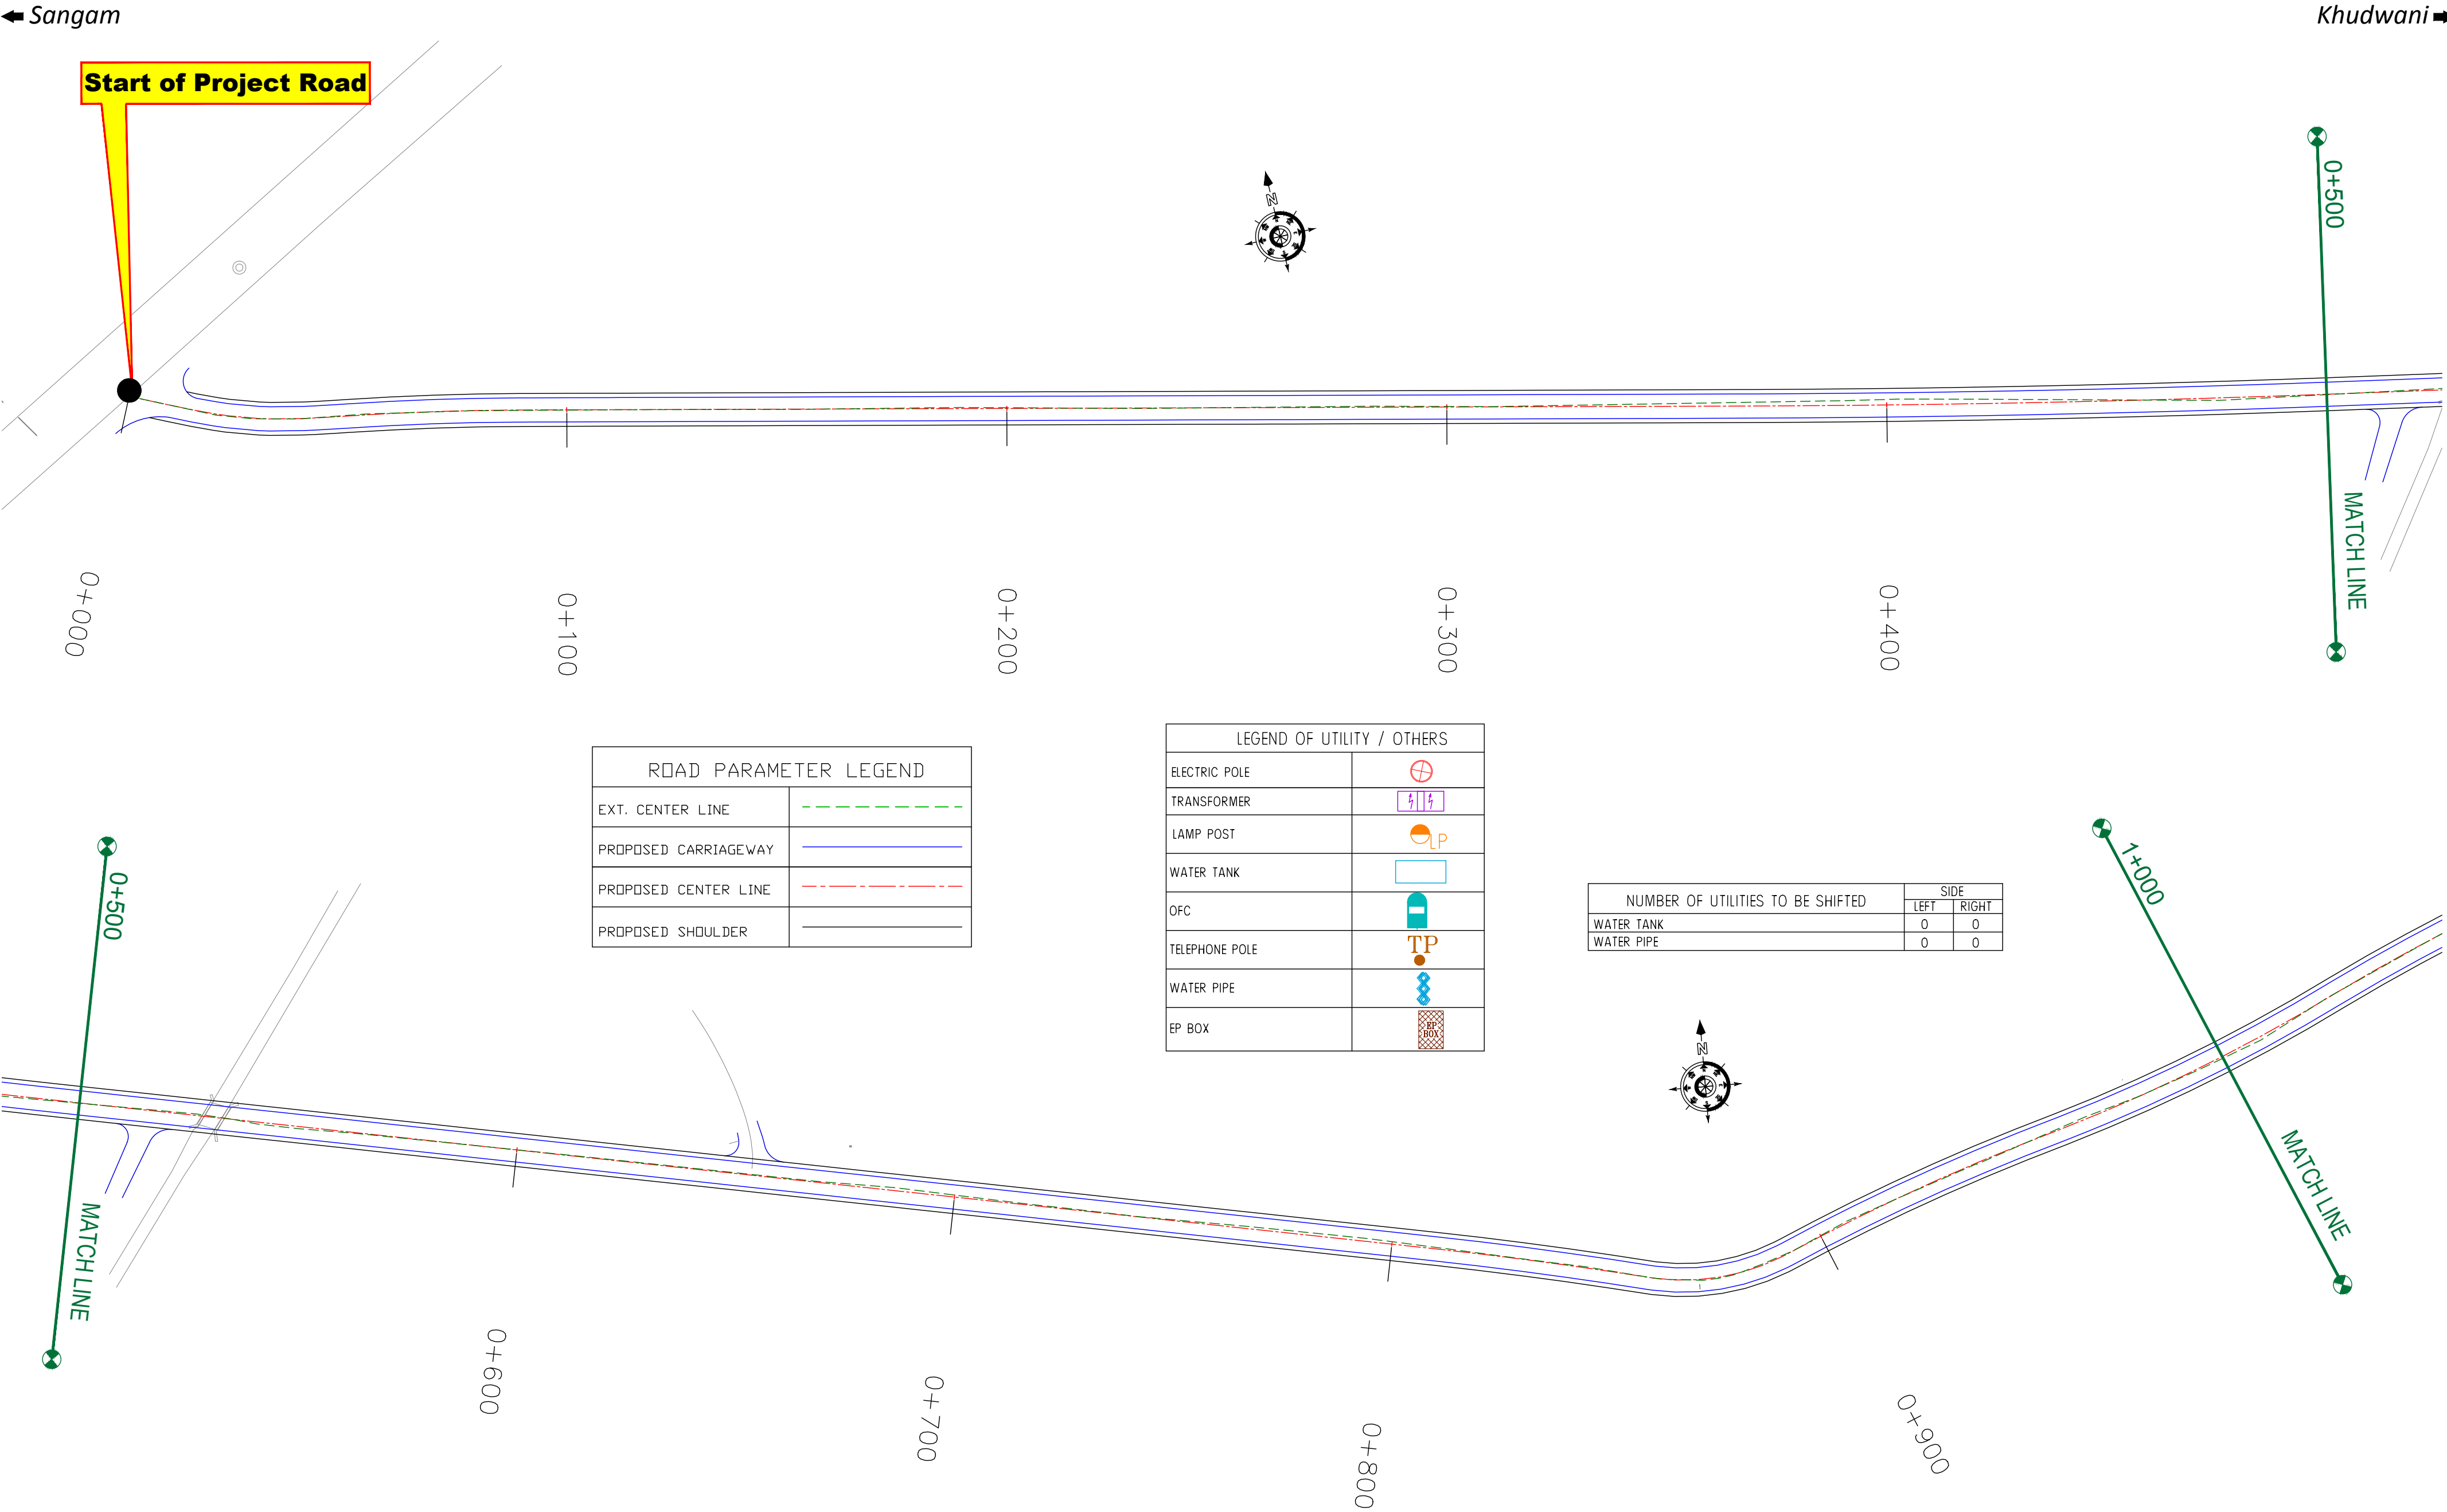 Sangam
Khudwani
Start of Project Road
N
0+500
MATCH LINE
0+000
0+100
0+200
0+300
0+400
ROAD PARAMETER LEGEND
EXT. CENTER LINE
PROPOSED CARRIAGEWAY
PROPOSED CENTER LINE
PROPOSED SHOULDER
LEGEND OF UTILITY / OTHERS
ELECTRIC POLE
TRANSFORMER
LAMP POST
LP
WATER TANK
OFC
TELEPHONE POLE
TP
WATER PIPE
EP BOX
EP
BOX
NUMBER OF UTILITIES TO BE SHIFTED
SIDE
LEFT RIGHT
WATER TANK 0 0
WATER PIPE 0 0
0+500
MATCH LINE
N
1+000
MATCH LINE
0+600
0+700
0+800
0+900